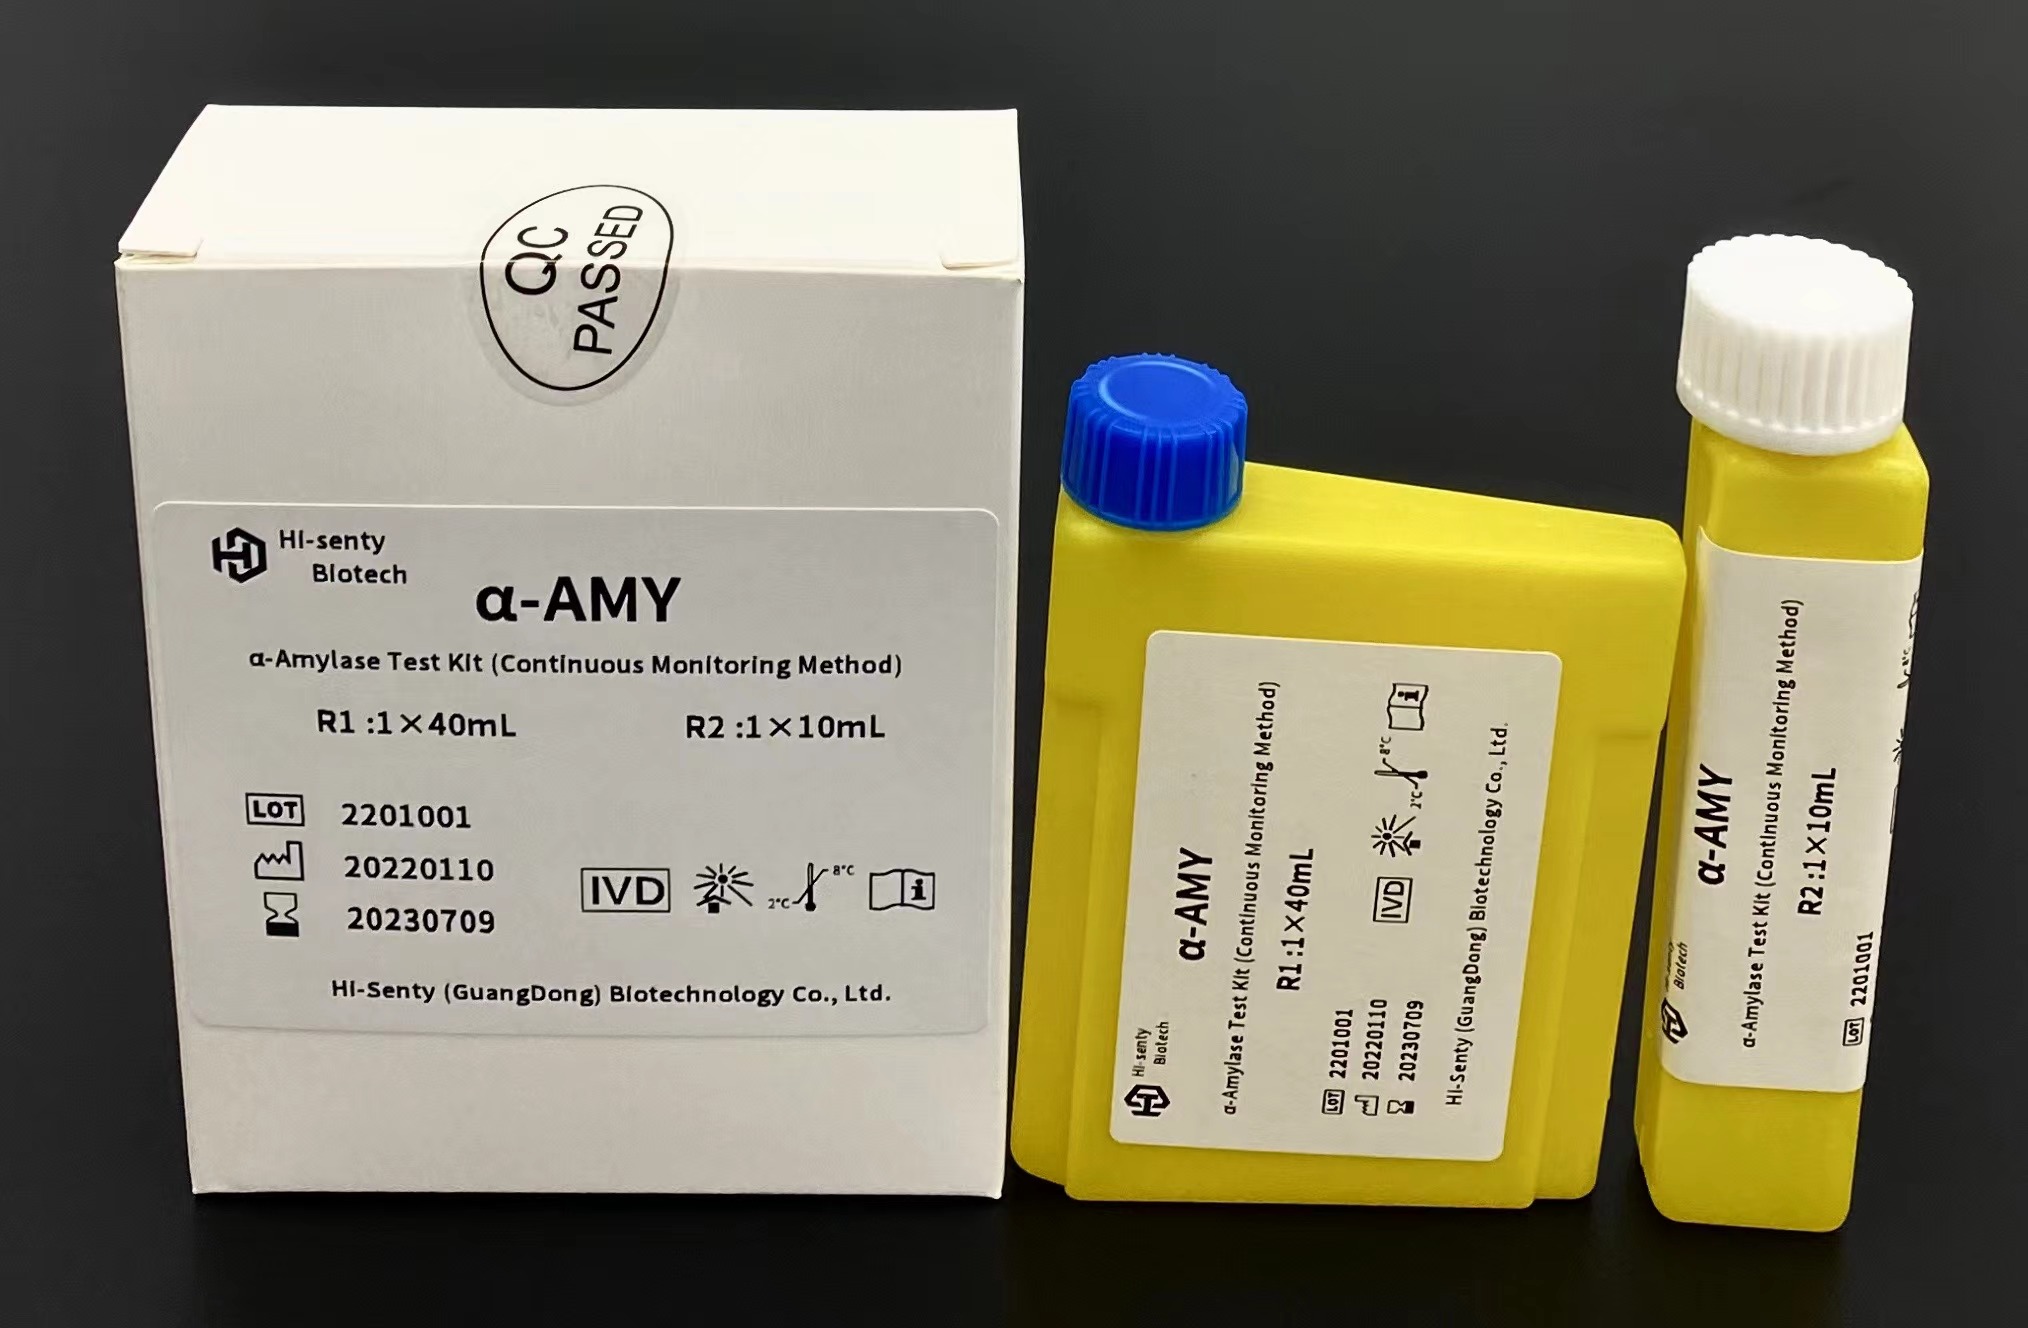 QC
PASSED
HI-senty
Biotech
α-AMY
α-Amylase Test Kit (Continuous Monitoring Method)
R1 :1×40mL
R2 :1×10mL
LOT 2201001
20220110
20230709
IVD
2°C
8°C
i
HI-Senty (GuangDong) Biotechnology Co., Ltd.
HI-senty
Biotech
α-AMY
α-Amylase Test Kit (Continuous Monitoring Method)
R1:1×40mL
LOT 2201001
20220110
20230709
IVD
2°C
8°C
i
HI-Senty (GuangDong) Biotechnology Co., Ltd.
Biotech
α-AMY
α-Amylase Test Kit (Continuous Monitoring Method)
R2:1×10mL
LOT 2201001